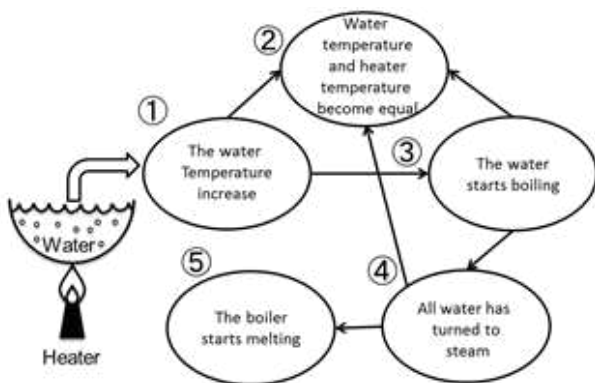 ②
Water
temperature
and heater
temperature
become equal
①
The water
Temperature
increase
③
The water
starts boiling
Water
Heater
⑤
The boiler
starts melting
④
All water has
turned to
steam